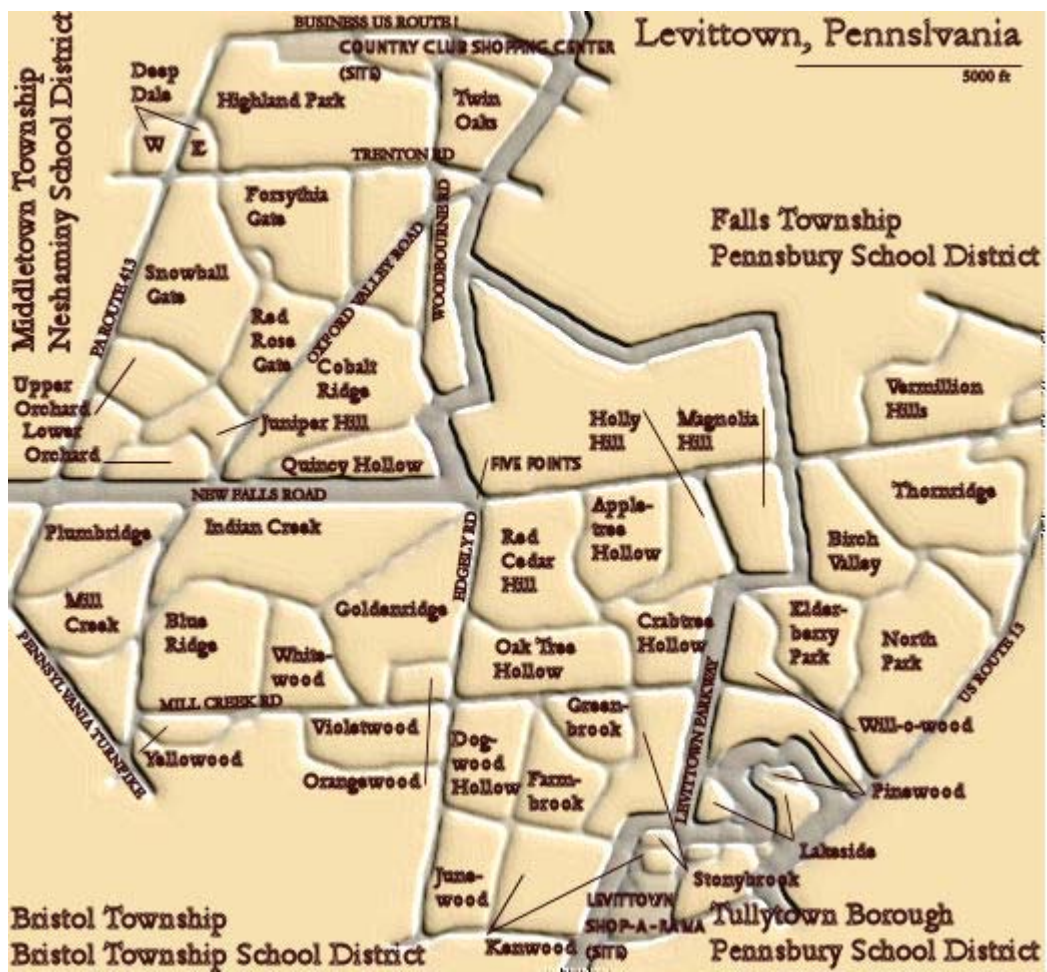 BUSINESS US ROUTE 1
Levittown, Pennslvania
5000 ft
COUNTRY CLUB SHOPPING CENTER
(SITE)
Middletown Township
Neshaminy School District
Deep
Dale
Highland Park
Twin
Oaks
W
E
TRENTON RD
Forsythia
Gate
WOODBOURNE RD
Falls Township
Pennsbury School District
Snowball
Gate
PA ROUTE 413
OXFORD VALLEY ROAD
Red
Rose
Gate
Cobalt
Ridge
Upper
Orchard
Lower
Orchard
Juniper Hill
Quincy Hollow
Holly
Hill
Magnolia
Hill
Vermillion
Hills
FIVE POINTS
NEW FALLS ROAD
Thornridge
Plumbridge
Indian Creek
EDGELY RD
Red
Cedar
Hill
Apple-
tree
Hollow
Birch
Valley
Mill
Creek
Blue
Ridge
Goldenridge
Crabtree
Hollow
Elder-
berry
Park
North
Park
White-
wood
Oak Tree
Hollow
US ROUTE 13
PENNSYLVANIA TURNPIKE
MILL CREEK RD
LEVITTOWN PARKWAY
Green-
brook
Will-o-wood
Yellowood
Violetwood
Orangewood
Dog-
wood
Hollow
Farm-
brook
Pinewood
Lakeside
June-
wood
Stonybrook
LEVITTOWN
SHOP-A-RAMA
(SITE)
Kenwood
Bristol Township
Bristol Township School District
Tullytown Borough
Pennsbury School District